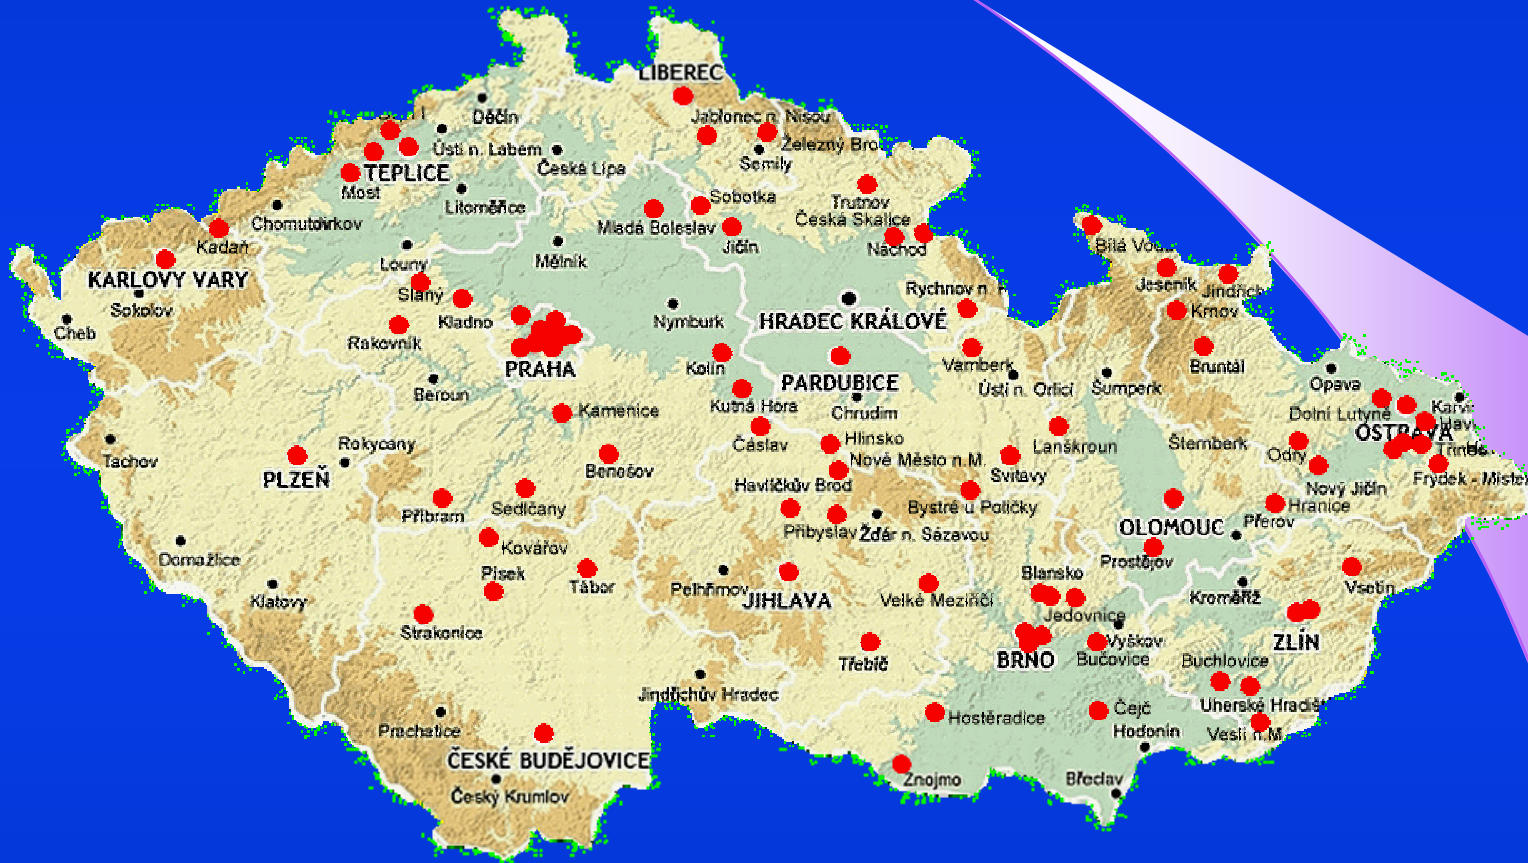 LIBEREC
Děčín
Jablonec n. Nisou
Železný Bro
Ústí n. Labem
Česká Lípa
Semily
TEPLICE
Most
Trutnov
Sobotka
Litoměřice
Česká Skalice
Mladá Boleslav
Chomutov
Jičín
Náchod
Kadaň
Bílá Vo
Louny
Mělník
KARLOVY VARY
Jeseník
Jindřich
Slaný
Rychnov n
Sokolov
Krnov
Kladno
Nymburk
HRADEC KRÁLOVÉ
Cheb
Rakovník
PRAHA
Kolín
Vamberk
Bruntál
PARDUBICE
Ústí n. Orlicí
Šumperk
Opava
Beroun
Kutná Hora
Chrudim
Kamenice
Dolní Lutyně
Karvi
Havi
OSTRAVA
Rokycany
Čáslav
Hlinsko
Lanškroun
Šternberk
Nové Město n.M.
Odry
Tachov
Benešov
PLZEŇ
Svitavy
Frýdek - Místek
Havlíčkův Brod
Nový Jičín
Sedlčany
Bystré u Poličky
Hranice
Příbram
Přerov
OLOMOUC
Přibyslav
Žďár n. Sázavou
Kovářov
Domažlice
Prostějov
Písek
Blansko
Tábor
Pelhřimov
Vsetín
Klatovy
JIHLAVA
Velké Meziříčí
Kroměříž
Jedovnice
Strakonice
Vyškov
ZLÍN
BRNO
Bučovice
Buchlovice
Třebíč
Jindřichův Hradec
Uherské Hradišt
Čejč
Hostěradice
Prachatice
Hodonín
Veslí n.M
ČESKÉ BUDĚJOVICE
Znojmo
Břeclav
Český Krumlov